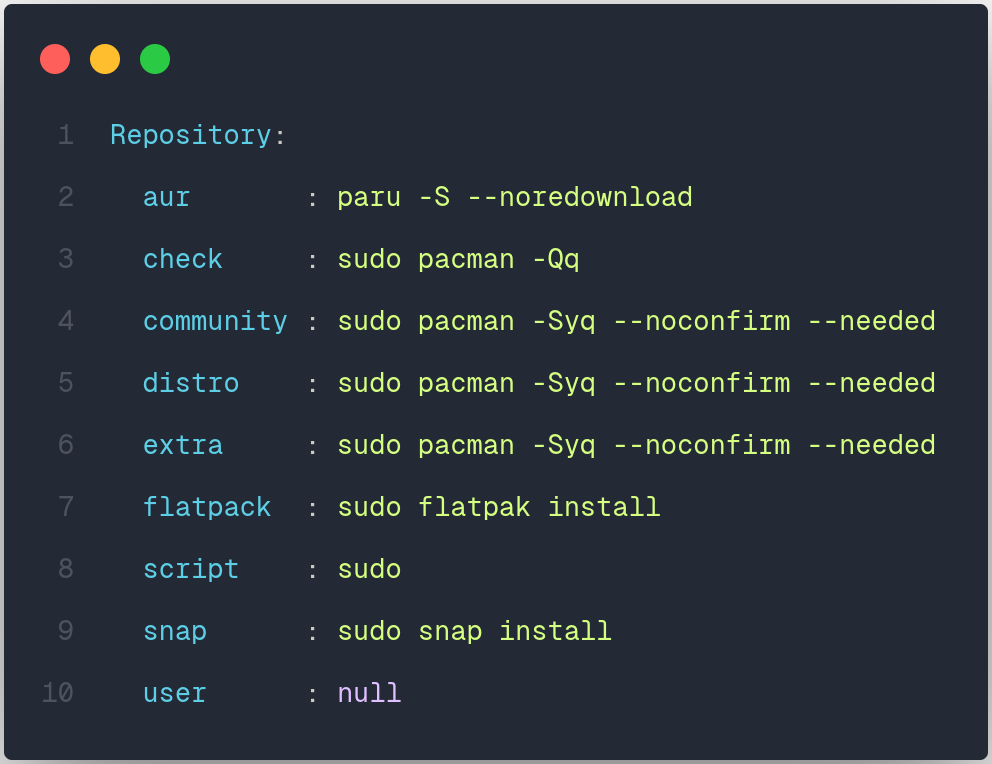 1 Repository:
2 aur : paru -S --noredownload
3 check : sudo pacman -Qq
4 community : sudo pacman -Syq --noconfirm --needed
5 distro : sudo pacman -Syq --noconfirm --needed
6 extra : sudo pacman -Syq --noconfirm --needed
7 flatpack : sudo flatpak install
8 script : sudo
9 snap : sudo snap install
10 user : null